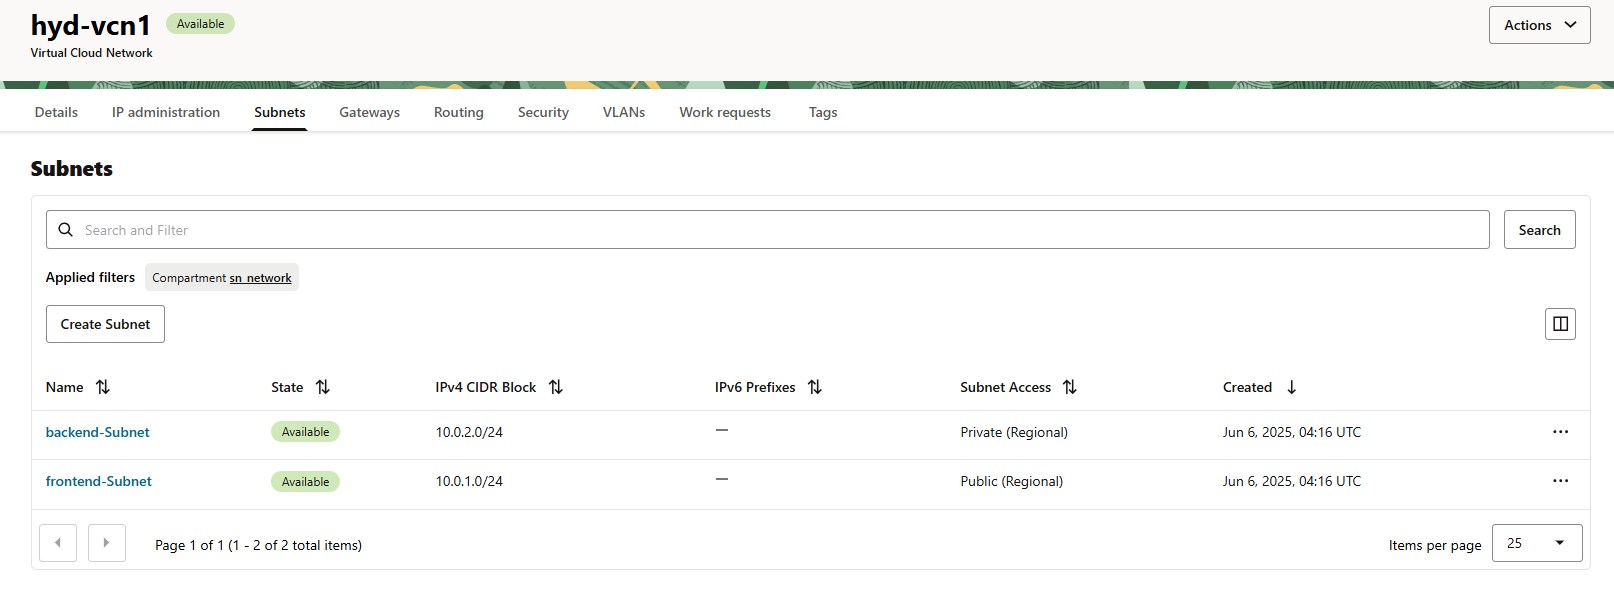 hyd-vcn1 Available
Actions
Virtual Cloud Network
Details IP administration Subnets Gateways Routing Security VLANs Work requests Tags
Subnets
Search and Filter
Search
Applied filters Compartment sn_network
Create Subnet
Name State IPv4 CIDR Block IPv6 Prefixes Subnet Access Created
backend-Subnet Available 10.0.2.0/24 — Private (Regional) Jun 6, 2025, 04:16 UTC ...
frontend-Subnet Available 10.0.1.0/24 — Public (Regional) Jun 6, 2025, 04:16 UTC ...
Page 1 of 1 (1 - 2 of 2 total items) Items per page 25